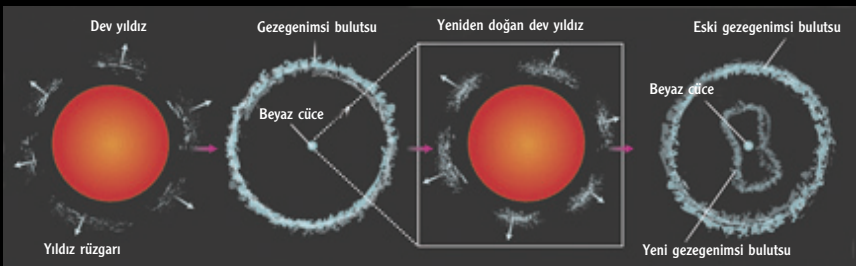 Dev yıldız
Gezegenimsi bulutsu
Yeniden doğan dev yıldız
Eski gezegenimsi bulutsu
Beyaz cüce
Beyaz cüce
Yıldız rüzgarı
Yeni gezegenimsi bulutsu